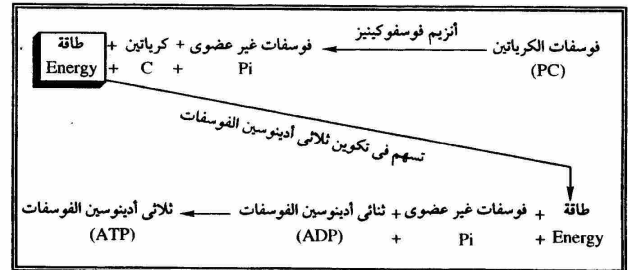 أنزيم فوسفوكينيز
فوسفات الكرياتين ← فوسفات غير عضوى + كرياتين + طاقة
(PC) Pi + C + Energy
تسهم فى تكوين ثلاثى أدينوسين الفوسفات
طاقة + فوسفات غير عضوى + ثنائى أدينوسين الفوسفات ← ثلاثى أدينوسين الفوسفات
Energy + Pi + (ADP) (ATP)